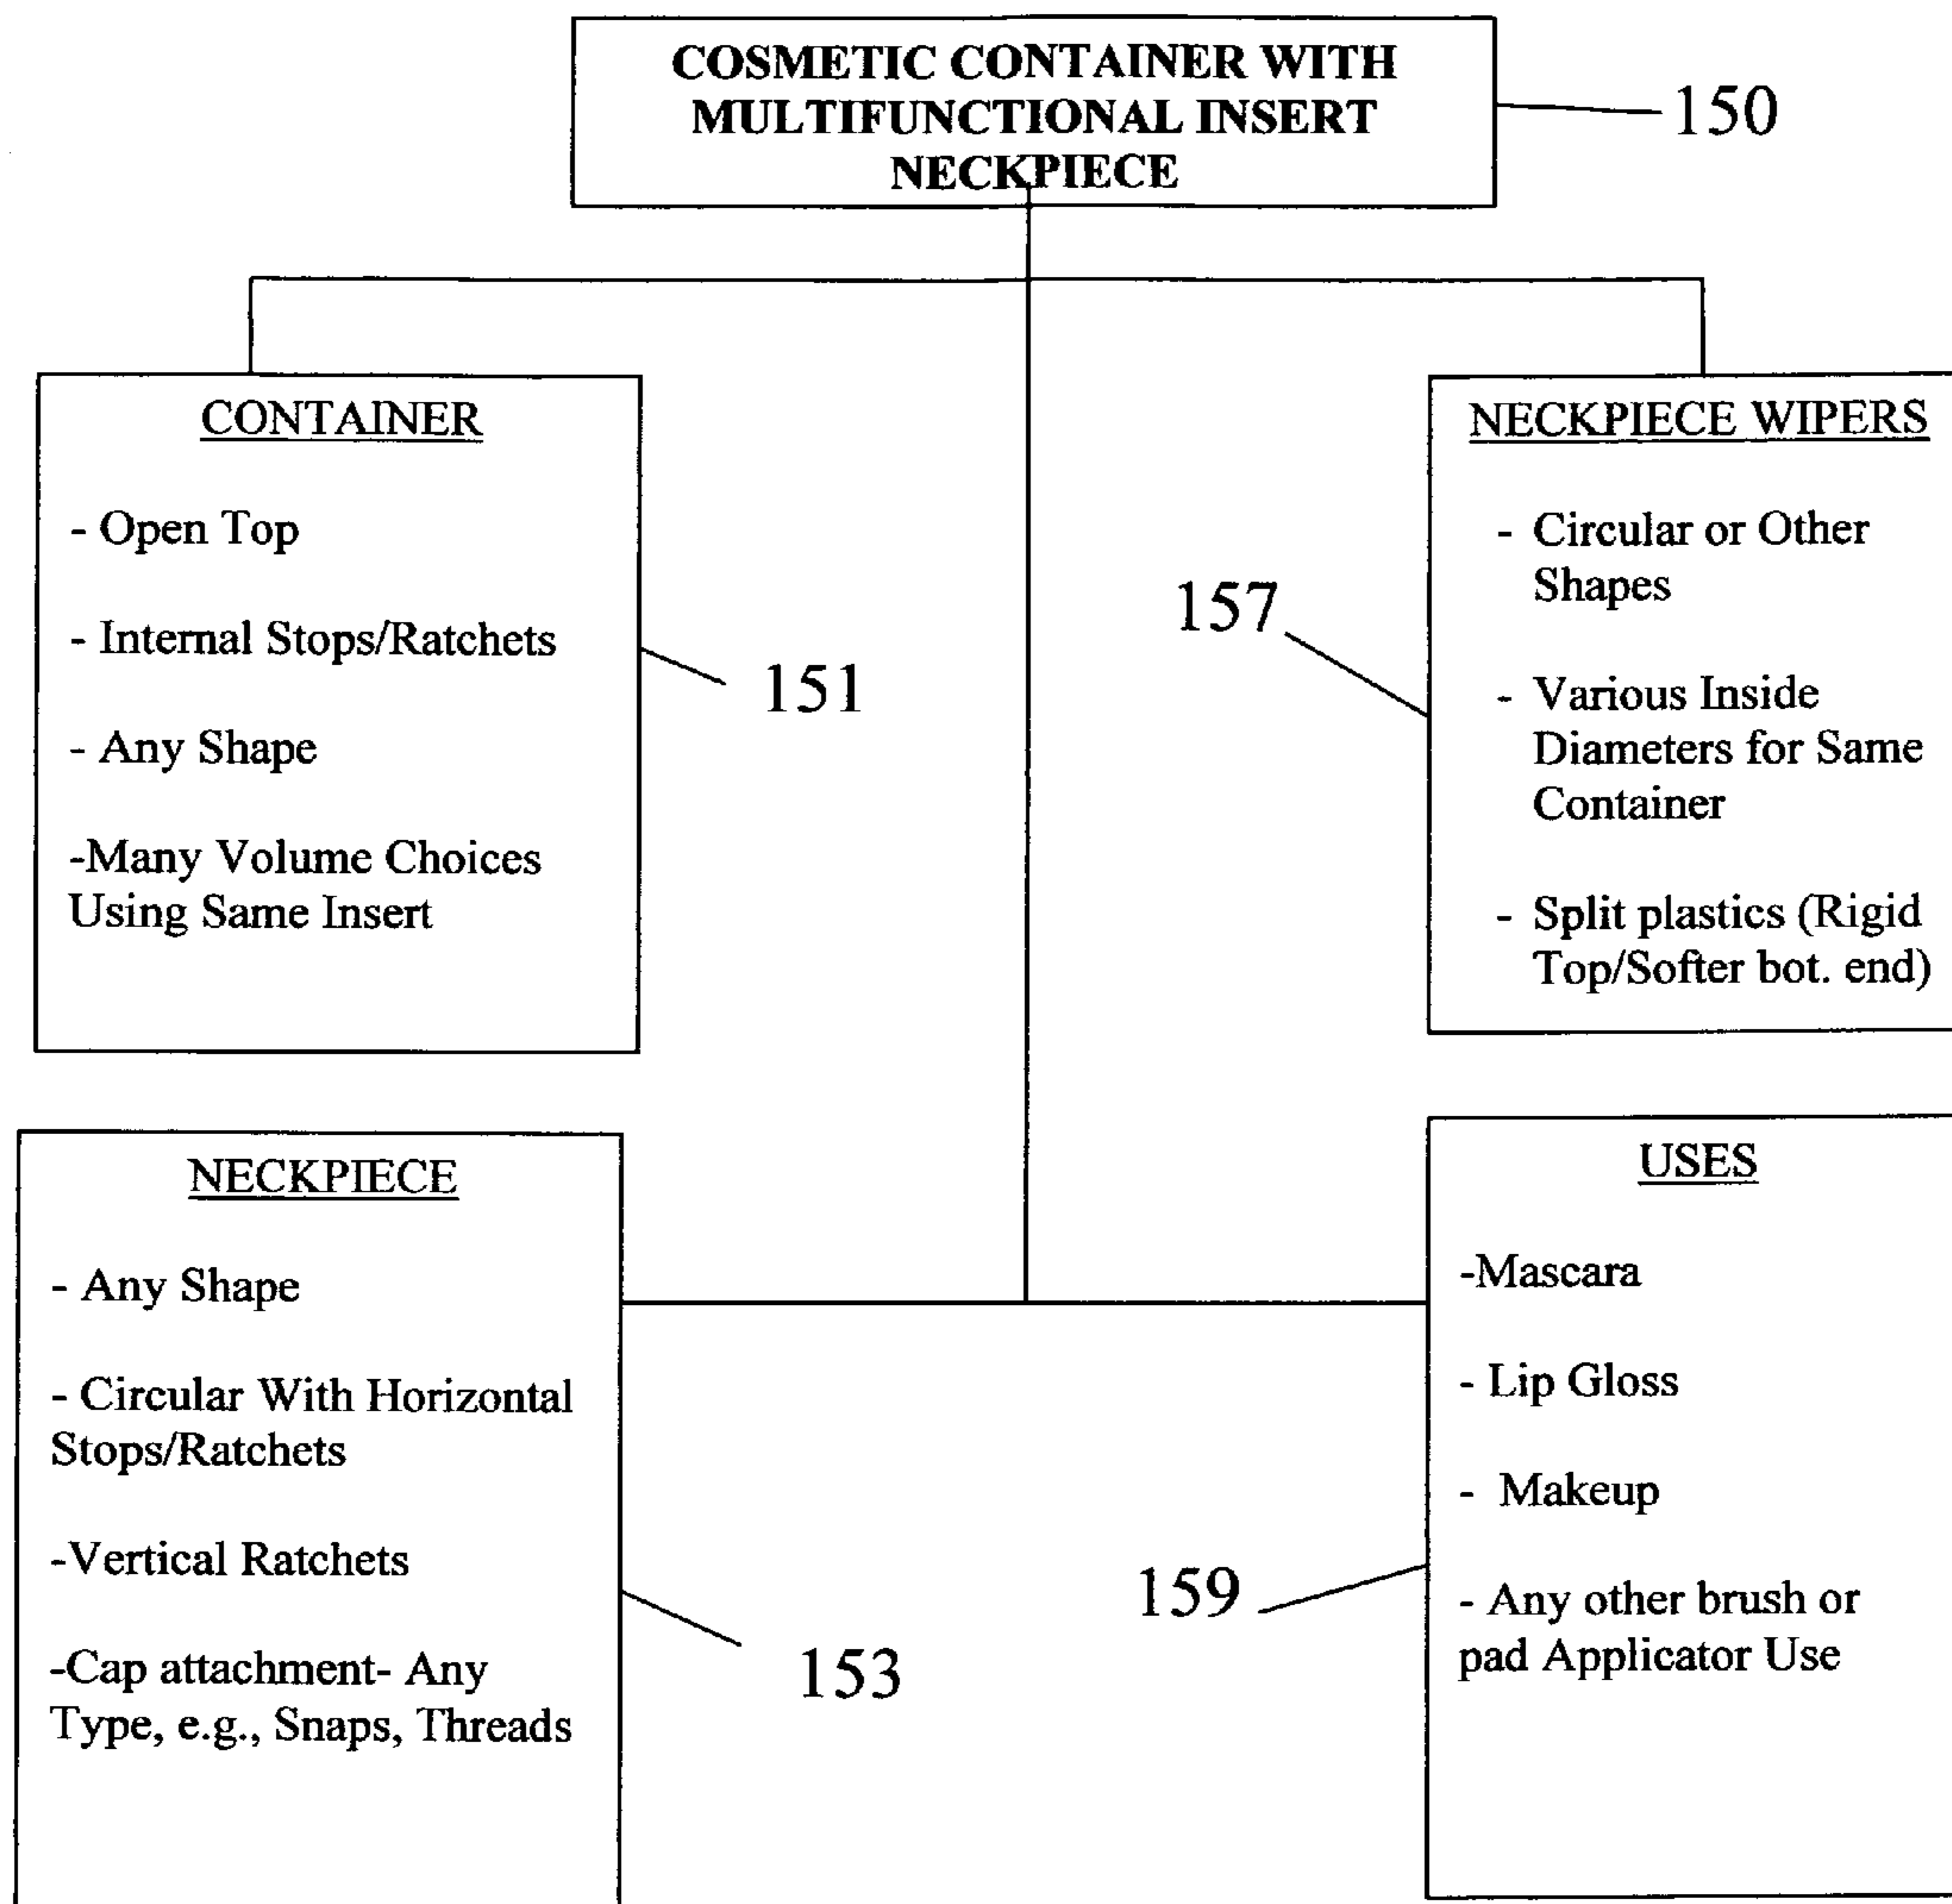 COSMETIC CONTAINER WITH
MULTIFUNCTIONAL INSERT
NECKPIECE
150
CONTAINER
- Open Top
- Internal Stops/Ratchets
- Any Shape
-Many Volume Choices
Using Same Insert
151
NECKPIECE WIPERS
- Circular or Other
Shapes
- Various Inside
Diameters for Same
Container
- Split plastics (Rigid
Top/Softer bot. end)
157
NECKPIECE
- Any Shape
- Circular With Horizontal
Stops/Ratchets
-Vertical Ratchets
-Cap attachment- Any
Type, e.g., Snaps, Threads
153
USES
-Mascara
- Lip Gloss
- Makeup
- Any other brush or
pad Applicator Use
159